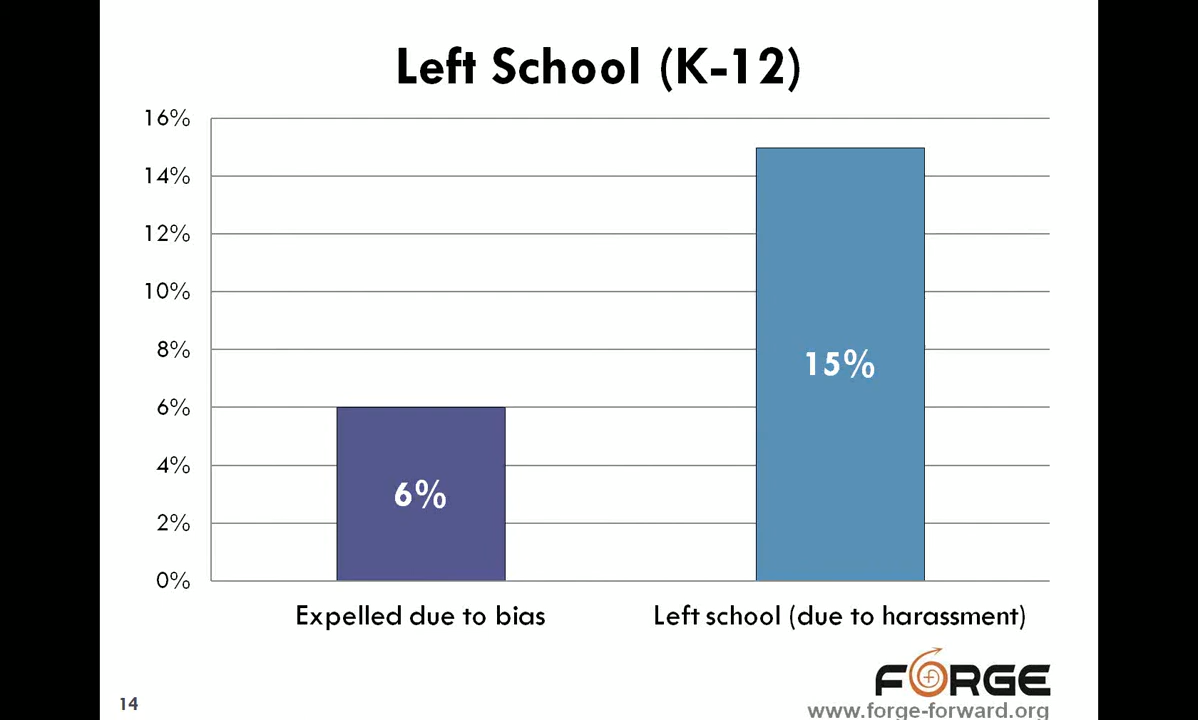 Left School (K-12)
16%
14%
12%
10%
8%
6%
4%
2%
0%
6%
15%
Expelled due to bias
Left school (due to harassment)
FORGE
14
www.forge-forward.org